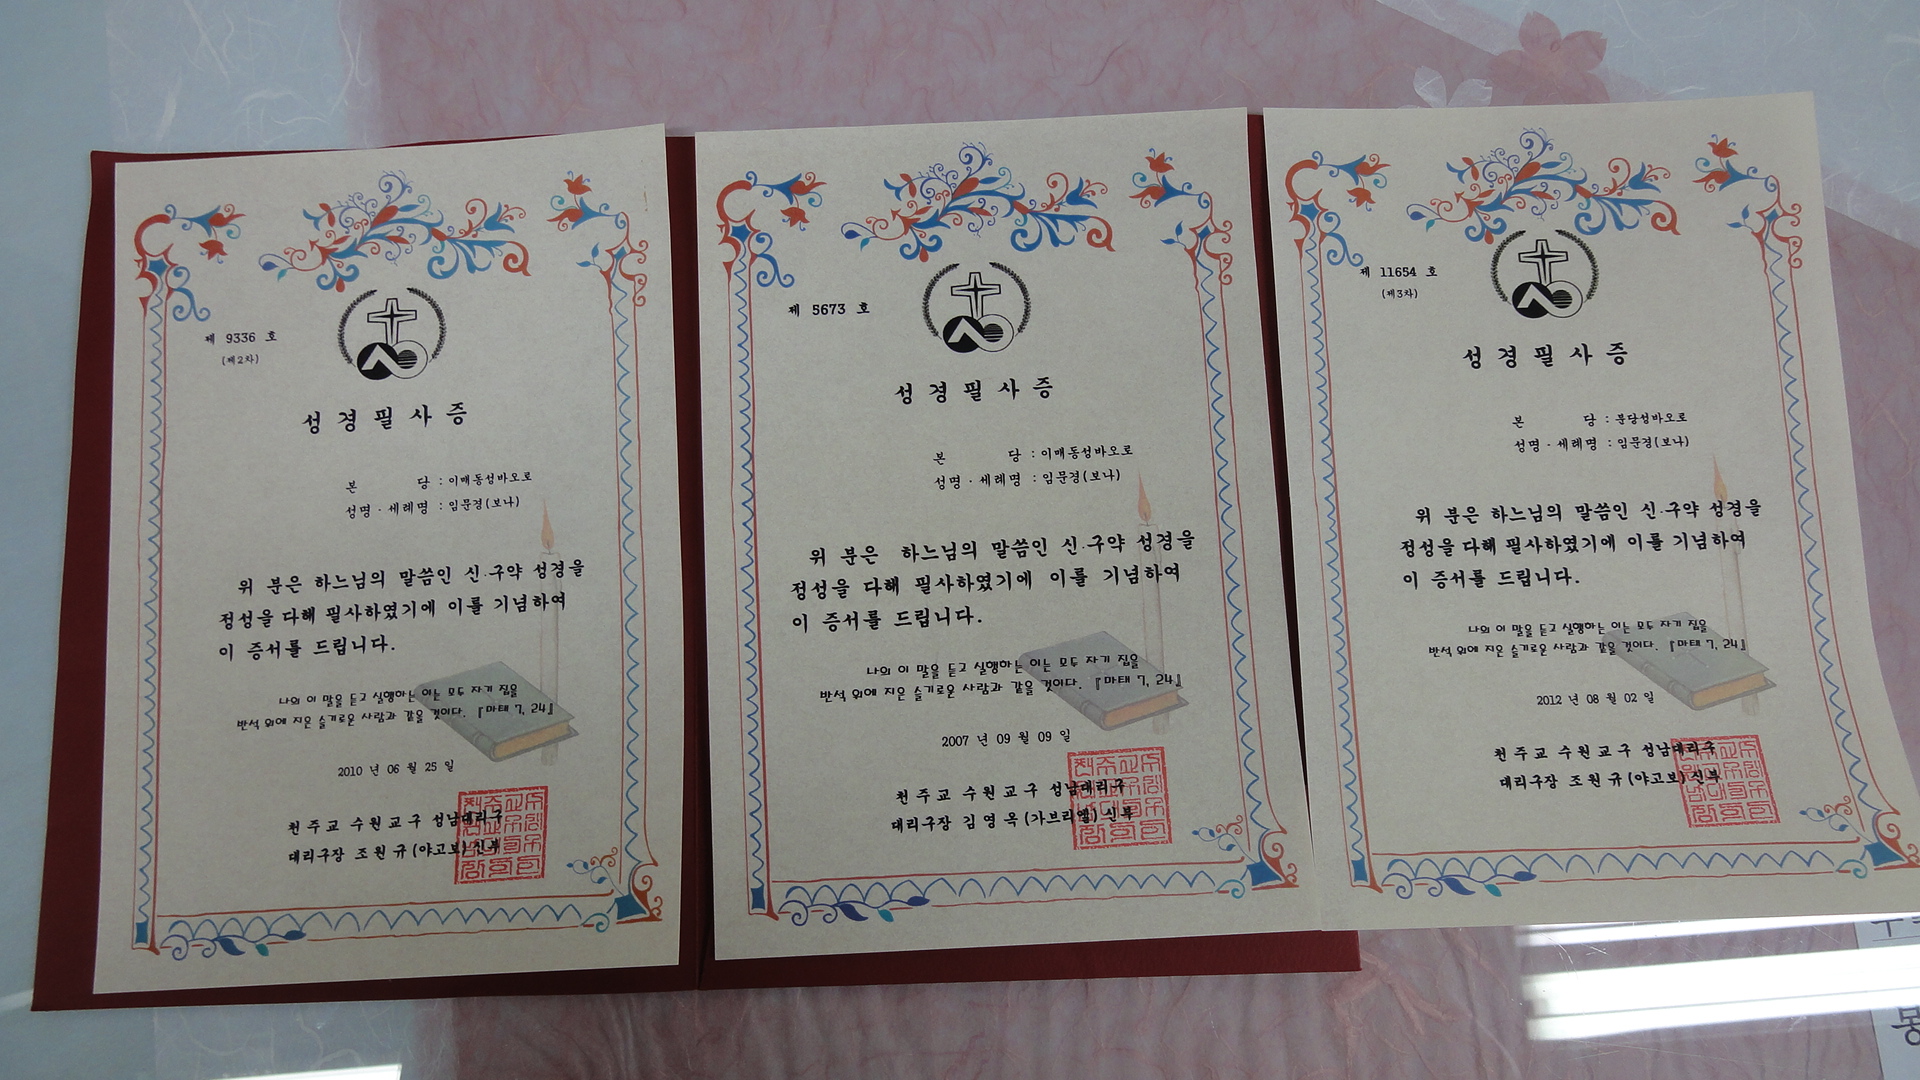 제 9336 호
(제2차)
성경필사증
본 당 : 이매동성바오로
성명 · 세례명 : 임문경(보나)
위 분은 하느님의 말씀인 신·구약 성경을
정성을 다해 필사하였기에 이를 기념하여
이 증서를 드립니다.
나의 이 말을 듣고 실행하는 이는 모두 자기 집을
반석 위에 지은 슬기로운 사람과 같을 것이다. 『마태 7, 24』
2010 년 06 월 25 일
천주교 수원교구 성남대리구
대리구장 조원규(야고보) 신부
제 5673 호
성경필사증
본 당 : 이매동성바오로
성명 · 세례명 : 임문경(보나)
위 분은 하느님의 말씀인 신·구약 성경을
정성을 다해 필사하였기에 이를 기념하여
이 증서를 드립니다.
나의 이 말을 듣고 실행하는 이는 모두 자기 집을
반석 위에 지은 슬기로운 사람과 같을 것이다. 『마태 7, 24』
2007 년 09 월 09 일
천주교 수원교구 성남대리구
대리구장 김영옥(가브리엘) 신부
제 11654 호
(제3차)
성경필사증
본 당 : 분당성바오로
성명 · 세례명 : 임문경(보나)
위 분은 하느님의 말씀인 신·구약 성경을
정성을 다해 필사하였기에 이를 기념하여
이 증서를 드립니다.
나의 이 말을 듣고 실행하는 이는 모두 자기 집을
반석 위에 지은 슬기로운 사람과 같을 것이다. 『마태 7, 24』
2012 년 08 월 02 일
천주교 수원교구 성남대리구
대리구장 조원규(야고보) 신부